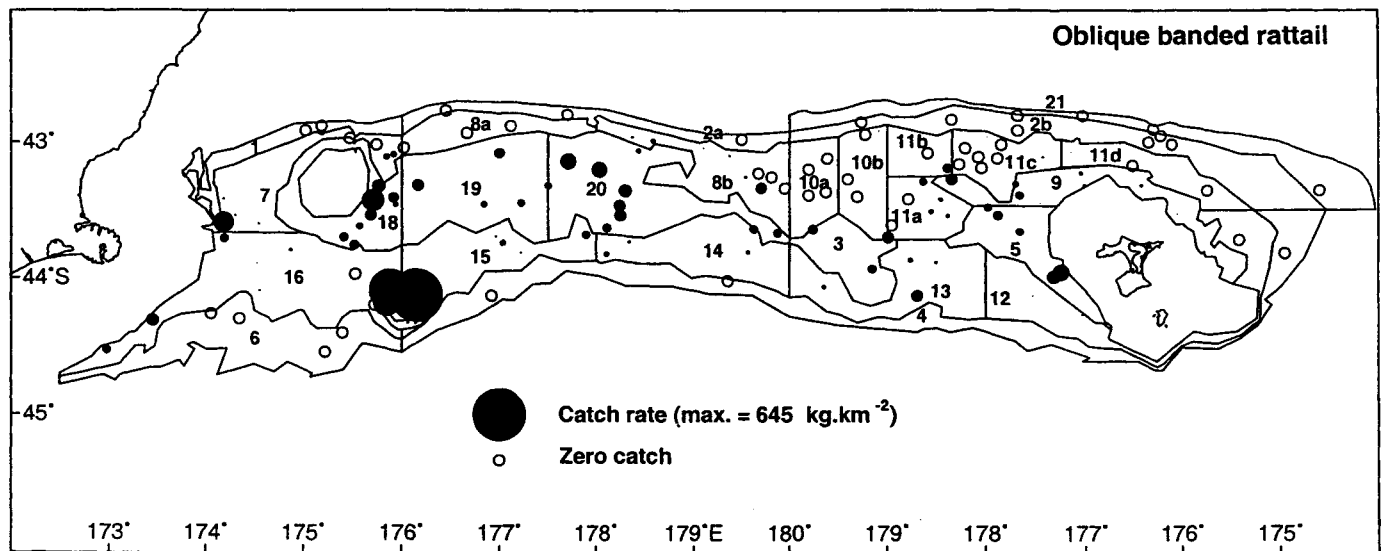 Oblique banded rattail
43°
44°S
45°
21
8a
2a
2b
11b
11c
11d
7
19
20
8b
10a
10b
9
18
11a
15
14
3
5
16
13
12
4
6
Catch rate (max. = 645 kg.km⁻²)
Zero catch
173° 174° 175° 176° 177° 178° 179°E 180° 179° 178° 177° 176° 175°